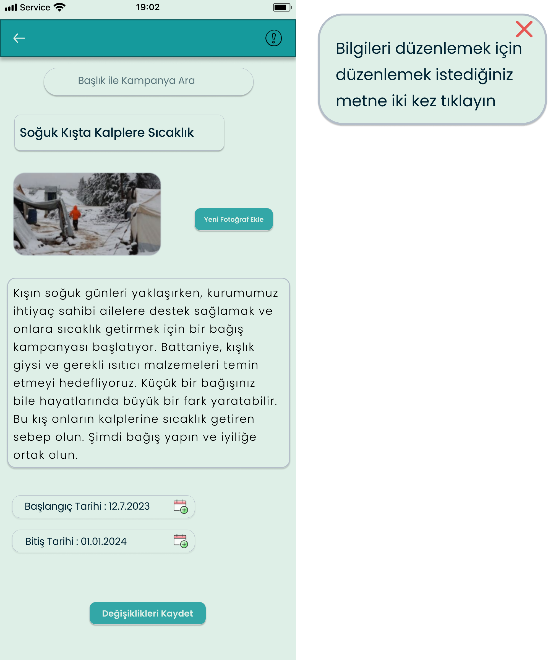 Service
19:02
Başlık ile Kampanya Ara
Soğuk Kışta Kalplere Sıcaklık
Yeni Fotoğraf Ekle
Kışın soğuk günleri yaklaşırken, kurumumuz
ihtiyaç sahibi ailelere destek sağlamak ve
onlara sıcaklık getirmek için bir bağış
kampanyası başlatıyor. Battaniye, kışlık
giysi ve gerekli ısıtıcı malzemeleri temin
etmeyi hedefliyoruz. Küçük bir bağışınız
bile hayatlarında büyük bir fark yaratabilir.
Bu kış onların kalplerine sıcaklık getiren
sebep olun. Şimdi bağış yapın ve iyiliğe
ortak olun.
Başlangıç Tarihi : 12.7.2023
Bitiş Tarihi : 01.01.2024
Değişiklikleri Kaydet
Bilgileri düzenlemek için
düzenlemek istediğiniz
metne iki kez tıklayın